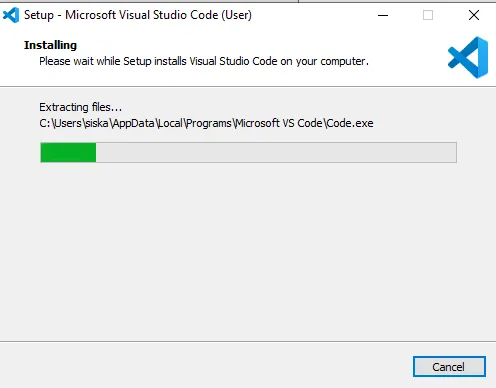 Setup - Microsoft Visual Studio Code (User)
Installing
Please wait while Setup installs Visual Studio Code on your computer.
Extracting files...
C:\Users\siska\AppData\Local\Programs\Microsoft VS Code\Code.exe
Cancel